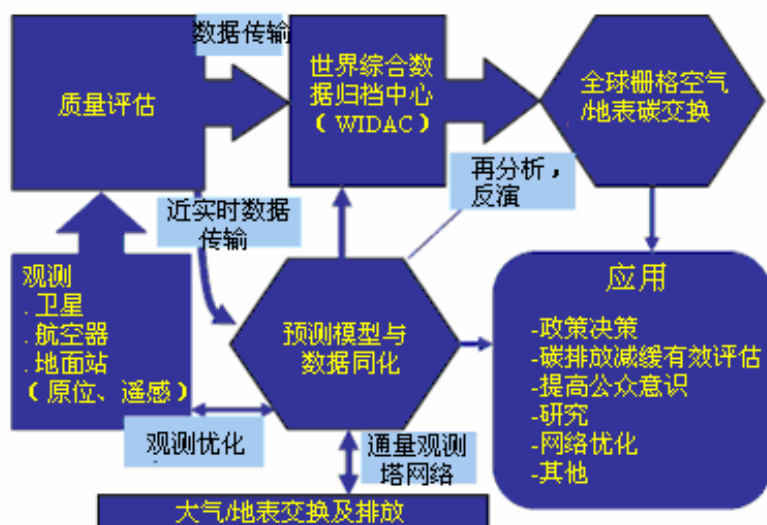 数据传输
质量评估
世界综合数
据归档中心
（WIDAC）
全球栅格空气
/地表碳交换
再分析，
反演
近实时数据
传输
观测
. 卫星
. 航空器
. 地面站
（原位、遥感）
预测模型与
数据同化
应用
-政策决策
-碳排放减缓有效评估
-提高公众意识
-研究
-网络优化
-其他
观测优化
通量观测
塔网络
大气/地表交换及排放